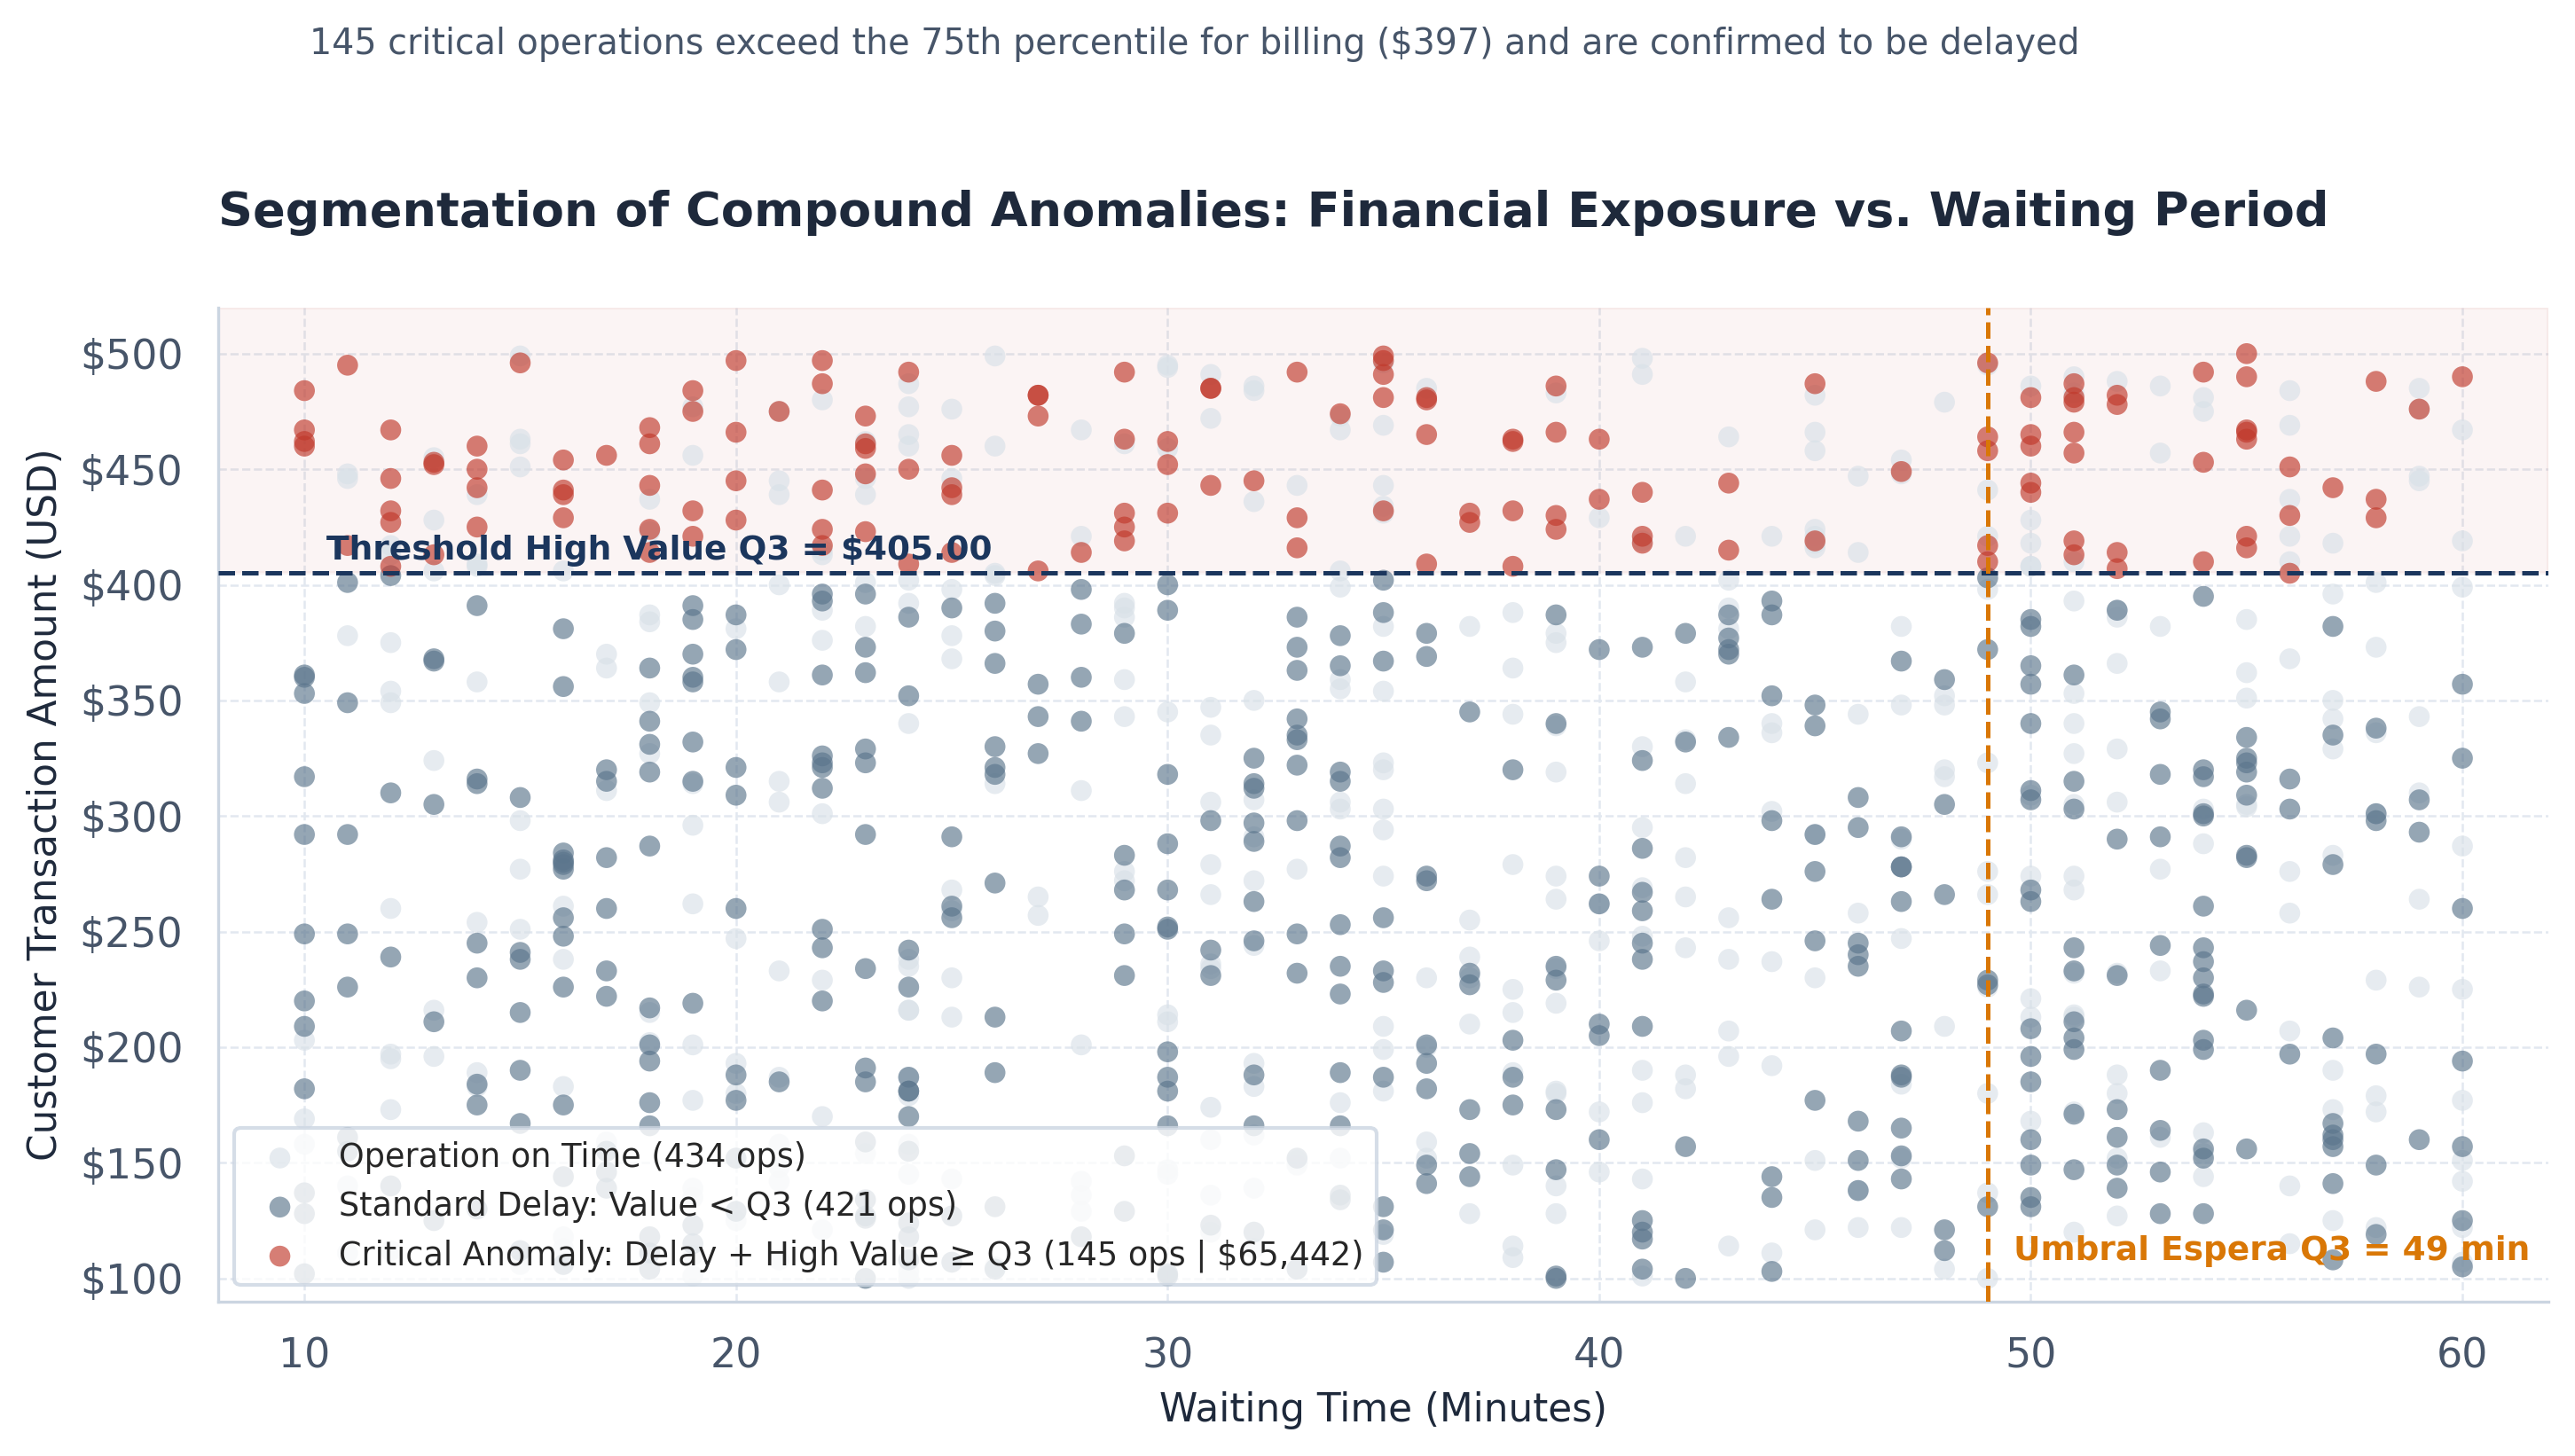 145 critical operations exceed the 75th percentile for billing ($397) and are confirmed to be delayed
Segmentation of Compound Anomalies: Financial Exposure vs. Waiting Period
Customer Transaction Amount (USD)
$500
$450
$400
$350
$300
$250
$200
$150
$100
Threshold High Value Q3 = $405.00
Operation on Time (434 ops)
Standard Delay: Value < Q3 (421 ops)
Critical Anomaly: Delay + High Value ≥ Q3 (145 ops | $65,442)
Umbral Espera Q3 = 49 min
10 20 30 40 50 60
Waiting Time (Minutes)